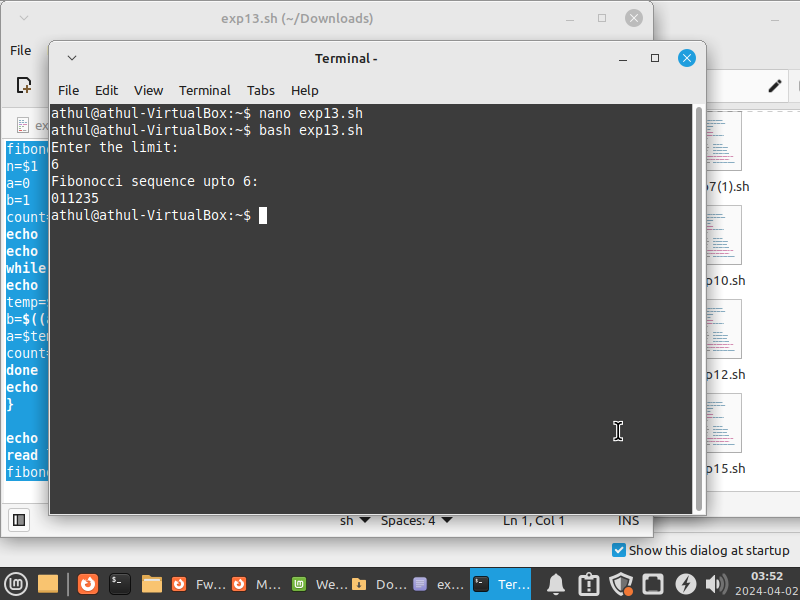 exp13.sh (~/Downloads)
File
Terminal -
File Edit View Terminal Tabs Help
athul@athul-VirtualBox:~$ nano exp13.sh
athul@athul-VirtualBox:~$ bash exp13.sh
Enter the limit:
6
Fibonocci sequence upto 6:
011235
athul@athul-VirtualBox:~$
ex
fibon
n=$1
a=0
b=1
count=
echo
echo
while
echo
temp=
b=$((
a=$te
count=
done
echo
}
echo
read
fibon
p7(1).sh
p10.sh
p12.sh
p15.sh
sh Spaces: 4 Ln 1, Col 1 INS
Show this dialog at startup
Fw... M... We... Do... ex... Ter...
03:52
2024-04-02